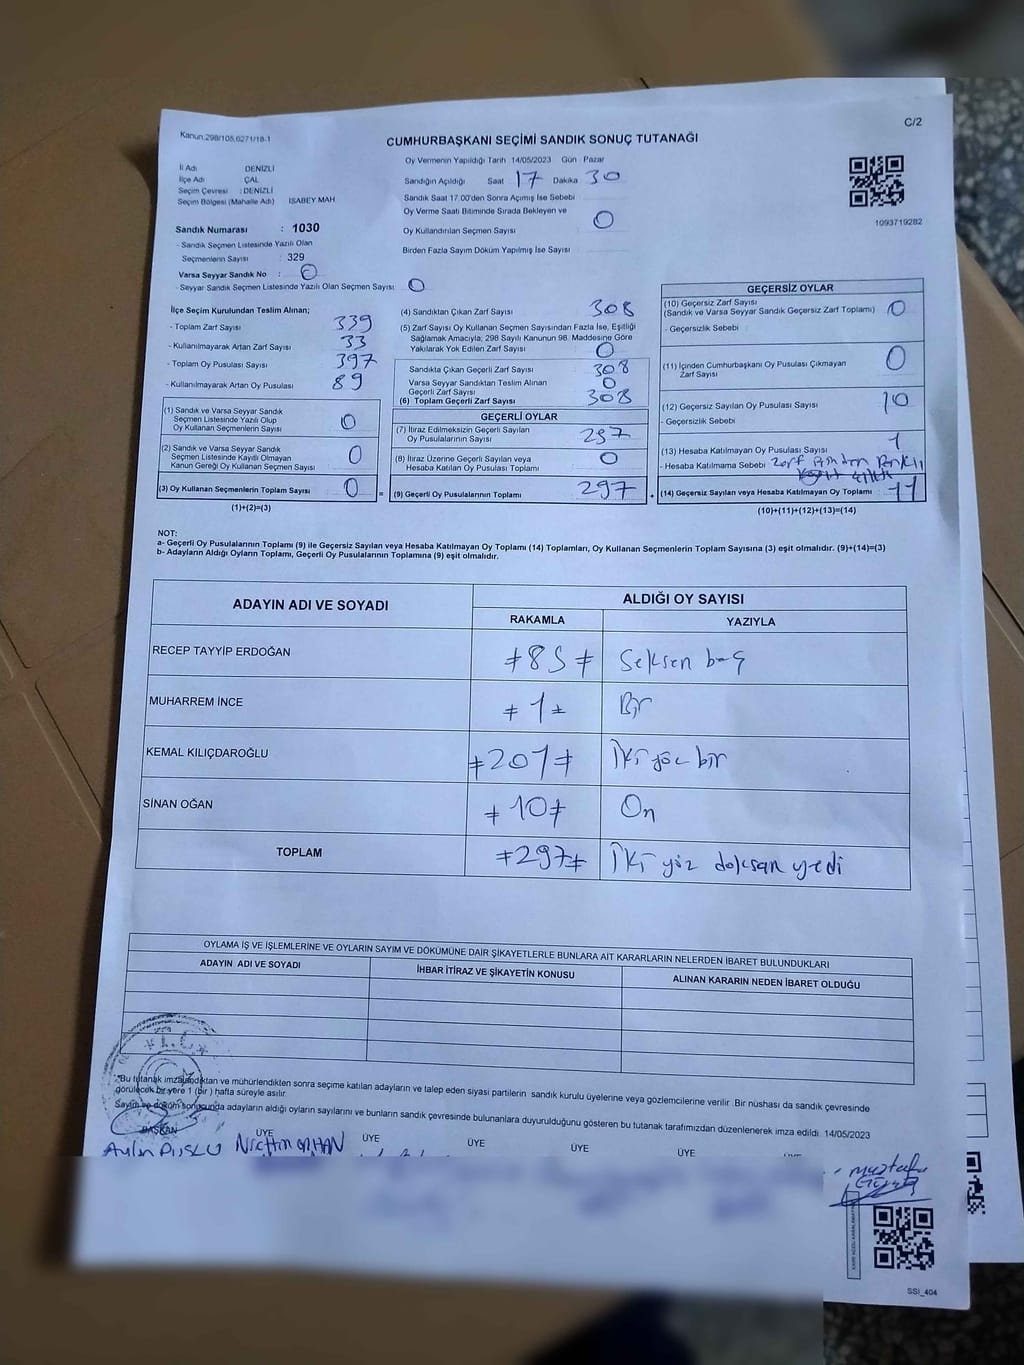 Kanun.298/105,6271/18-1
C/2
CUMHURBAŞKANI SEÇİMİ SANDIK SONUÇ TUTANAĞI
İl Adı DENİZLİ
İlçe Adı ÇAL
Seçim Çevresi : DENİZLİ
Seçim Bölgesi (Mahalle Adı) İSABEY MAH
Sandık Numarası : 1030
- Sandık Seçmen Listesinde Yazılı Olan
Seçmenlerin Sayısı : 329
Varsa Seyyar Sandık No : 0
- Seyyar Sandık Seçmen Listesinde Yazılı Olan Seçmen Sayısı 0
Oy Vermenin Yapıldığı Tarih 14/05/2023 Gün Pazar
Sandığın Açıldığı Saat 17 Dakika 30
Sandık Saat 17.00'den Sonra Açımış İse Sebebi
Oy Verme Saati Bitiminde Sırada Bekleyen ve
Oy Kullandırılan Seçmen Sayısı 0
Birden Fazla Sayım Döküm Yapılmış İse Sayısı
1093719282
İlçe Seçim Kurulundan Teslim Alınan;
- Toplam Zarf Sayısı 339
- Kullanılmayarak Artan Zarf Sayısı 33
- Toplam Oy Pusulası Sayısı 397
- Kullanılmayarak Artan Oy Pusulası 89
(1) Sandık ve Varsa Seyyar Sandık
Seçmen Listesinde Yazılı Olup
Oy Kullanan Seçmenlerin Sayısı 0
(2) Sandık ve Varsa Seyyar Sandık
Seçmen Listesinde Kayıtlı Olmayan
Kanun Gereği Oy Kullanan Seçmen Sayısı 0
(3) Oy Kullanan Seçmenlerin Toplam Sayısı 0 =
(1)+(2)=(3)
(4) Sandıktan Çıkan Zarf Sayısı 308
(5) Zarf Sayısı Oy Kullanan Seçmen Sayısından Fazla İse, Eşitliği
Sağlamak Amacıyla, 298 Sayılı Kanunun 98. Maddesine Göre
Yakılarak Yok Edilen Zarf Sayısı 0
Sandıkta Çıkan Geçerli Zarf Sayısı 308
Varsa Seyyar Sandıktan Teslim Alınan
Geçerli Zarf Sayısı 0
(6) Toplam Geçerli Zarf Sayısı 308
GEÇERLİ OYLAR
(7) İtiraz Edilmeksizin Geçerli Sayılan
Oy Pusulalarının Sayısı 297
(8) İtiraz Üzerine Geçerli Sayılan veya
Hesaba Katılan Oy Pusulası Toplamı 0
(9) Geçerli Oy Pusulalarının Toplamı 297 +
GEÇERSİZ OYLAR
(10) Geçersiz Zarf Sayısı
(Sandık ve Varsa Seyyar Sandık Geçersiz Zarf Toplamı) 0
- Geçersizlik Sebebi
(11) İçinden Cumhurbaşkanı Oy Pusulası Çıkmayan
Zarf Sayısı 0
(12) Geçersiz Sayılan Oy Pusulası Sayısı 10
- Geçersizlik Sebebi
(13) Hesaba Katılmayan Oy Pusulası Sayısı 1
- Hesaba Katılmama Sebebi Zarf
(14) Geçersiz Sayılan veya Hesaba Katılmayan Oy Toplamı 11
(10)+(11)+(12)+(13)=(14)
NOT:
a- Geçerli Oy Pusulalarının Toplamı (9) ile Geçersiz Sayılan veya Hesaba Katılmayan Oy Toplamı (14) Toplamları, Oy Kullanan Seçmenlerin Toplam Sayısına (3) eşit olmalıdır. (9)+(14)=(3)
b- Adayların Aldığı Oyların Toplamı, Geçerli Oy Pusulalarının Toplamına (9) eşit olmalıdır.
ADAYIN ADI VE SOYADI ALDIĞI OY SAYISI
RAKAMLA YAZIYLA
RECEP TAYYİP ERDOĞAN ≠85≠ Seksen beş
MUHARREM İNCE ≠1≠ Bir
KEMAL KILIÇDAROĞLU ≠201≠ İki yüz bir
SİNAN OĞAN ≠10≠ On
TOPLAM ≠297≠ İki yüz doksan yedi
OYLAMA İŞ VE İŞLEMLERİNE VE OYLARIN SAYIM VE DÖKÜMÜNE DAİR ŞİKAYETLERLE BUNLARA AİT KARARLARIN NELERDEN İBARET BULUNDUKLARI
ADAYIN ADI VE SOYADI İHBAR İTİRAZ VE ŞİKAYETİN KONUSU ALINAN KARARIN NEDEN İBARET OLDUĞU
T.C.
"Bu tutanak imzalandıktan ve mühürlendikten sonra seçime katılan adayların ve talep eden siyasi partilerin sandık kurulu üyelerine veya gözlemcilerine verilir. Bir nüshası da sandık çevresinde
görülecek bir yere 1 (bir) hafta süreyle asılır.
Sayım ve döküm sonucunda adayların aldığı oyların sayılarını ve bunların sandık çevresinde bulunanlara duyurulduğunu gösteren bu tutanak tarafımızdan düzenlenerek imza edildi. 14/05/2023
BAŞKAN ÜYE ÜYE ÜYE ÜYE ÜYE
Mustafa
SSI_404